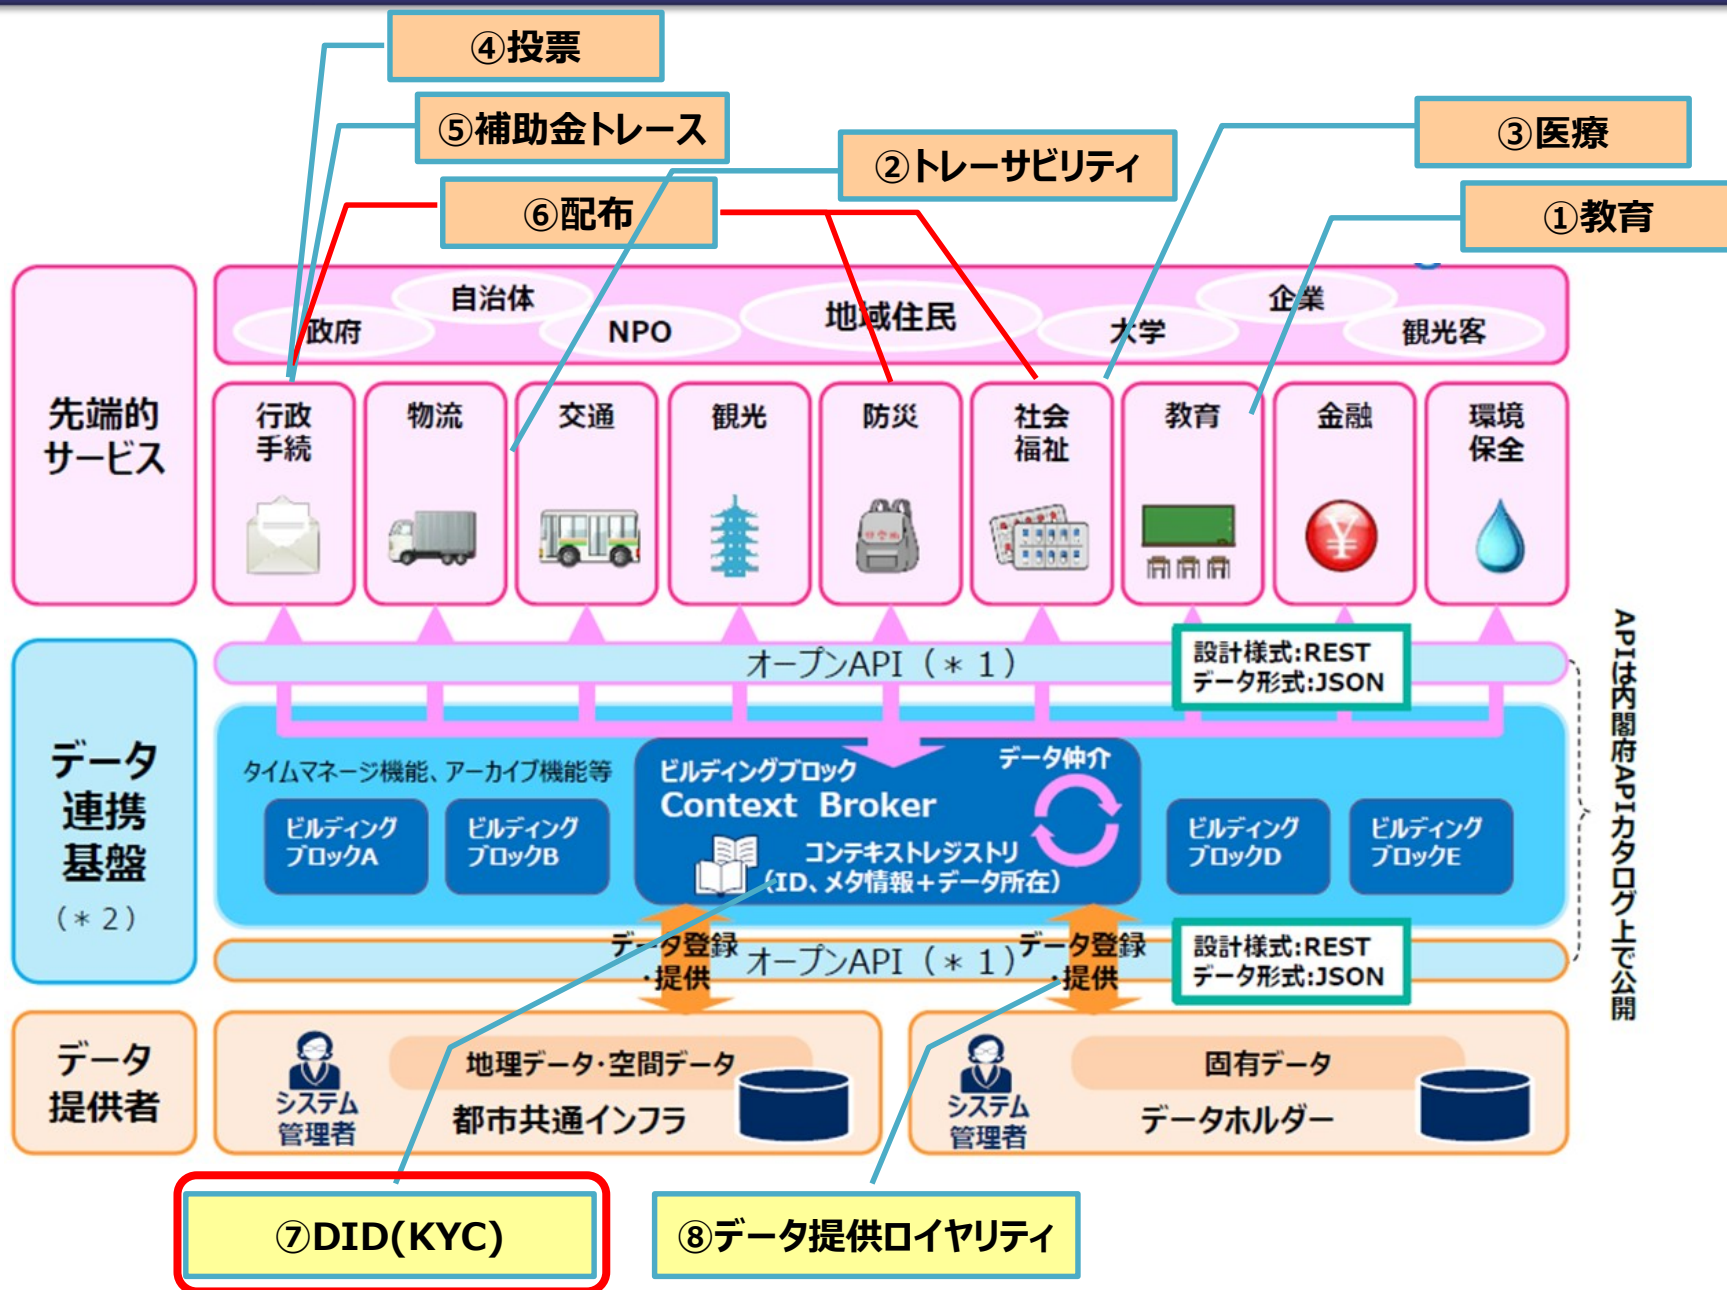 ④投票
⑤補助金トレース
②トレーサビリティ
③医療
⑥配布
①教育
政府
自治体
NPO
地域住民
大学
企業
観光客
先端的
サービス
行政
手続
物流
交通
観光
防災
社会
福祉
教育
金融
環境
保全
オープンAPI（＊1）
設計様式:REST
データ形式:JSON
APIは内閣府APIカタログ上で公開
データ
連携
基盤
（＊2）
タイムマネージ機能、アーカイブ機能等
ビルディング
ブロックA
ビルディング
ブロックB
ビルディングブロック
Context Broker
データ仲介
コンテキストレジストリ
（ID、メタ情報＋データ所在）
ビルディング
ブロックD
ビルディング
ブロックE
データ登録
・提供
オープンAPI（＊1）
データ登録
・提供
設計様式:REST
データ形式:JSON
データ
提供者
システム
管理者
地理データ・空間データ
都市共通インフラ
システム
管理者
固有データ
データホルダー
⑦DID(KYC)
⑧データ提供ロイヤリティ